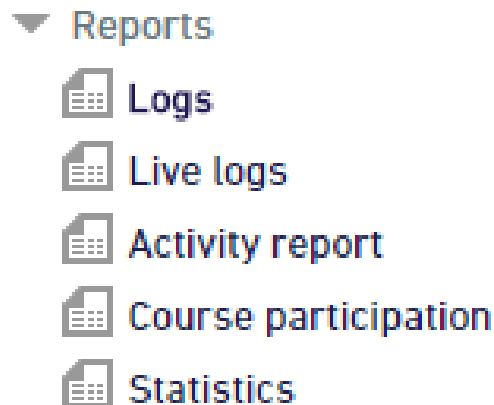 Reports
Logs
Live logs
Activity report
Course participation
Statistics